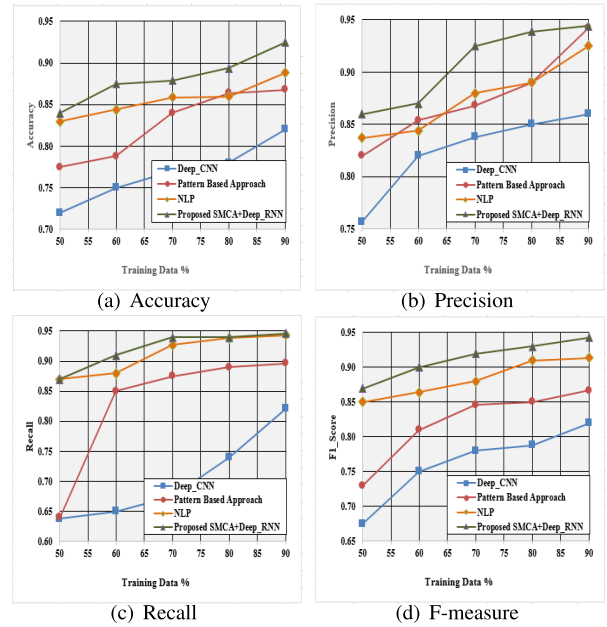 0.95
0.90
0.85
0.80
0.75
0.70
Accuracy
50 55 60 65 70 75 80 85 90
Training Data %
Deep_CNN
Pattern Based Approach
NLP
Proposed SMCA+Deep_RNN
(a) Accuracy
0.95
0.90
0.85
0.80
0.75
Precision
50 55 60 65 70 75 80 85 90
Training Data %
Deep_CNN
Pattern Based Approach
NLP
Proposed SMCA+Deep_RNN
(b) Precision
0.95
0.90
0.85
0.80
0.75
0.70
0.65
0.60
Recall
50 55 60 65 70 75 80 85 90
Training Data %
Deep_CNN
Pattern Based Approach
NLP
Proposed SMCA+Deep_RNN
(c) Recall
0.95
0.90
0.85
0.80
0.75
0.70
0.65
F1_Score
50 55 60 65 70 75 80 85 90
Training Data %
Deep_CNN
Pattern Based Approach
NLP
Proposed SMCA+Deep_RNN
(d) F-measure